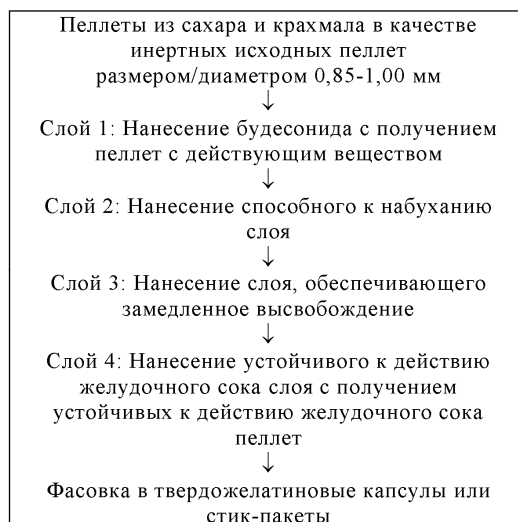 Пеллеты из сахара и крахмала в качестве
инертных исходных пеллет
размером/диаметром 0,85-1,00 мм
↓
Слой 1: Нанесение будесонида с получением
пеллет с действующим веществом
↓
Слой 2: Нанесение способного к набуханию
слоя
↓
Слой 3: Нанесение слоя, обеспечивающего
замедленное высвобождение
↓
Слой 4: Нанесение устойчивого к действию
желудочного сока слоя с получением
устойчивых к действию желудочного сока
пеллет
↓
Фасовка в твердожелатиновые капсулы или
стик-пакеты